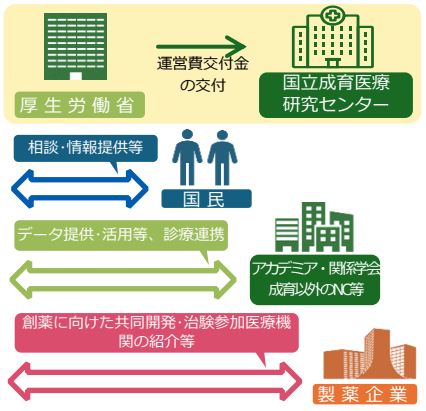 運営費交付金
の交付
厚生労働省
国立成育医療
研究センター
相談・情報提供等
国民
データ提供・活用等、診療連携
アカデミア・関係学会
成育以外のNC等
創薬に向けた共同開発・治験参加医療機
関の紹介等
製薬企業